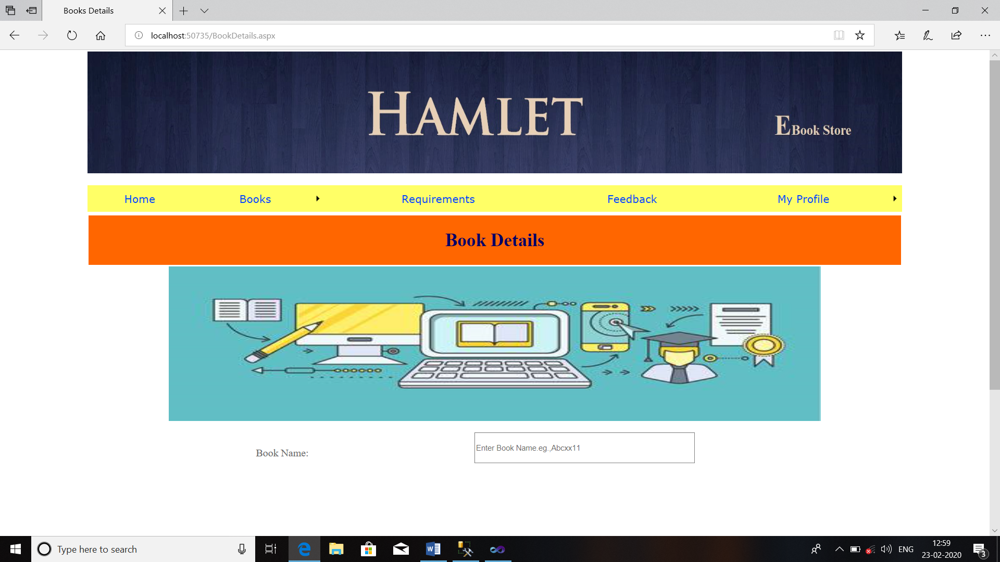 Books Details
localhost:50735/BookDetails.aspx
HAMLET
EBook Store
Home Books Requirements Feedback My Profile
Book Details
Book Name:
Enter Book Name.eg.,Abcxx11
Type here to search
ENG
12:59
23-02-2020
3